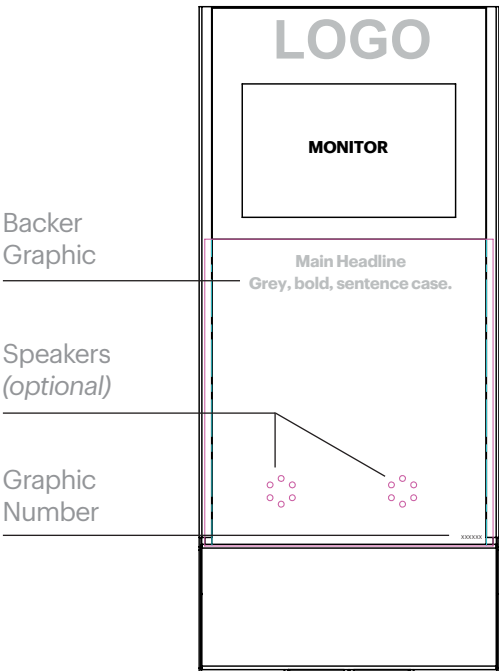 LOGO
MONITOR
Backer
Graphic
Main Headline
Grey, bold, sentence case.
Speakers
(optional)
Graphic
Number
xxxxxx